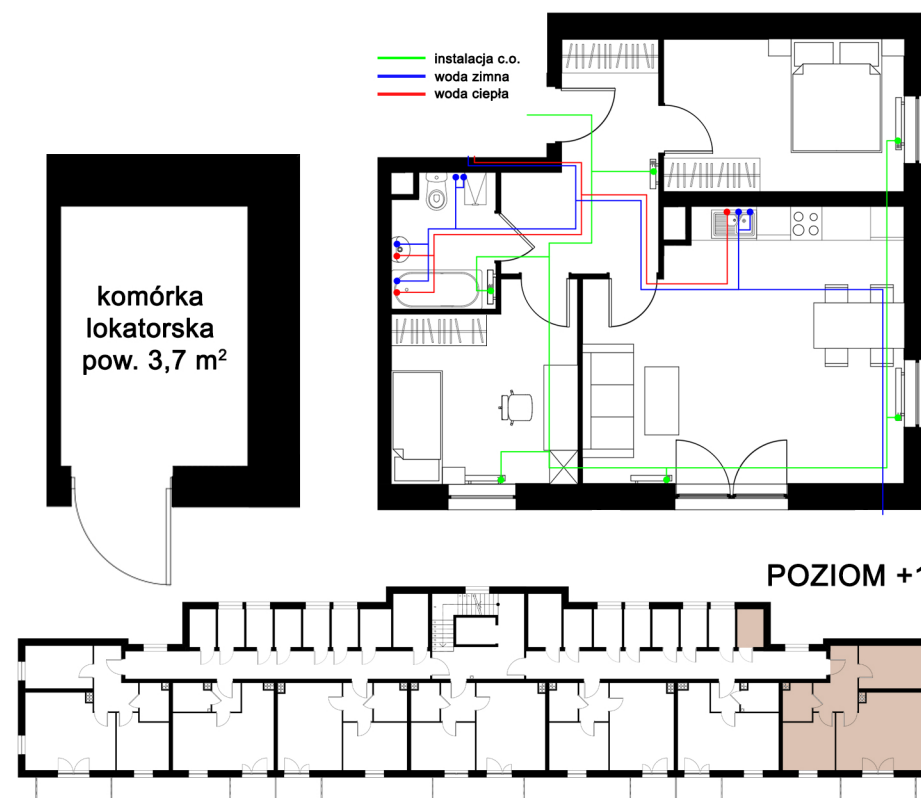 instalacja c.o.
woda zimna
woda ciepła
komórka
lokatorska
pow. 3,7 m²
POZIOM +1